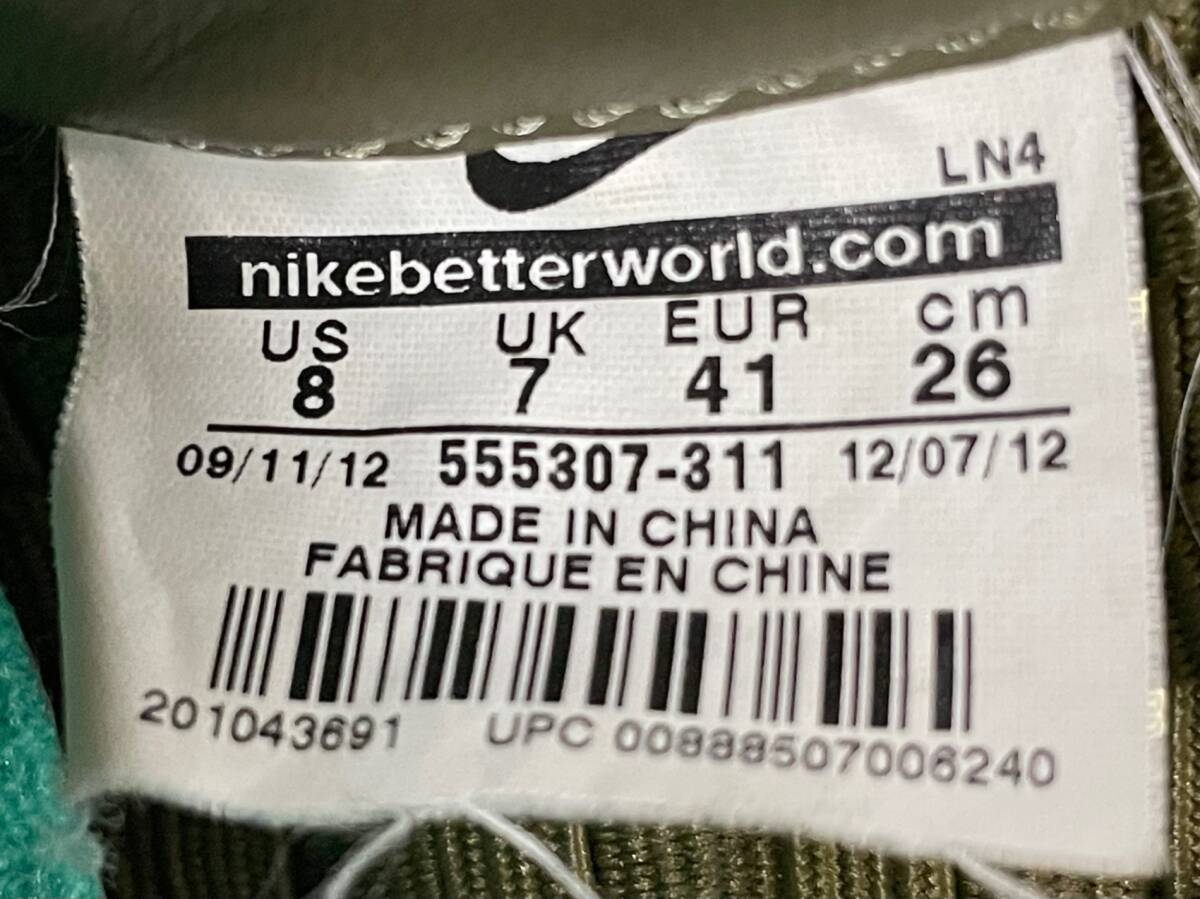 LN4
nikebetterworld.com
US UK EUR cm
8 7 41 26
09/11/12 555307-311 12/07/12
MADE IN CHINA
FABRIQUE EN CHINE
201043691 UPC 00888507006240